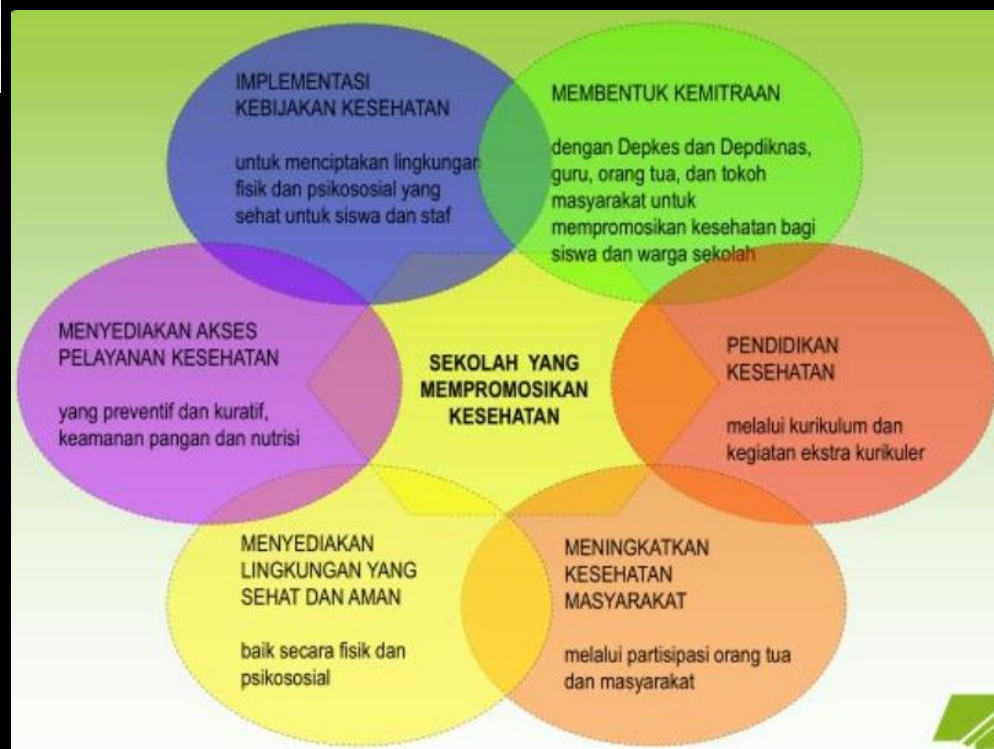 IMPLEMENTASI
KEBIJAKAN KESEHATAN
untuk menciptakan lingkungan
fisik dan psikososial yang
sehat untuk siswa dan staf
MEMBENTUK KEMITRAAN
dengan Depkes dan Depdiknas,
guru, orang tua, dan tokoh
masyarakat untuk
mempromosikan kesehatan bagi
siswa dan warga sekolah
MENYEDIAKAN AKSES
PELAYANAN KESEHATAN
yang preventif dan kuratif,
keamanan pangan dan nutrisi
SEKOLAH YANG
MEMPROMOSIKAN
KESEHATAN
PENDIDIKAN
KESEHATAN
melalui kurikulum dan
kegiatan ekstra kurikuler
MENYEDIAKAN
LINGKUNGAN YANG
SEHAT DAN AMAN
baik secara fisik dan
psikososial
MENINGKATKAN
KESEHATAN
MASYARAKAT
melalui partisipasi orang tua
dan masyarakat